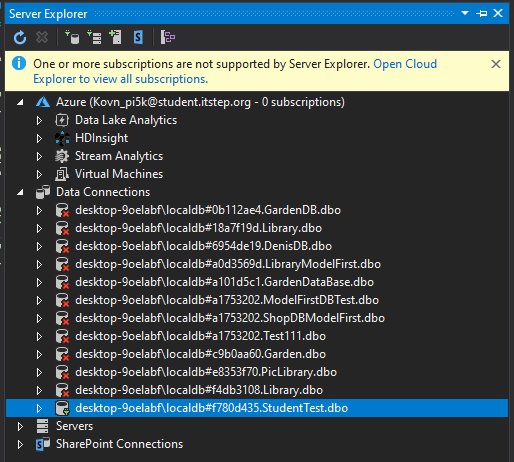 Server Explorer
One or more subscriptions are not supported by Server Explorer. Open Cloud
Explorer to view all subscriptions.
Azure (Kovn_pi5k@student.itstep.org - 0 subscriptions)
Data Lake Analytics
HDInsight
Stream Analytics
Virtual Machines
Data Connections
desktop-9oelabf\localdb#0b112ae4.GardenDB.dbo
desktop-9oelabf\localdb#18a7f19d.Library.dbo
desktop-9oelabf\localdb#6954de19.DenisDB.dbo
desktop-9oelabf\localdb#a0d3569d.LibraryModelFirst.dbo
desktop-9oelabf\localdb#a101d5c1.GardenDataBase.dbo
desktop-9oelabf\localdb#a1753202.ModelFirstDBTest.dbo
desktop-9oelabf\localdb#a1753202.ShopDBModelFirst.dbo
desktop-9oelabf\localdb#a1753202.Test111.dbo
desktop-9oelabf\localdb#c9b0aa60.Garden.dbo
desktop-9oelabf\localdb#e8353f70.PicLibrary.dbo
desktop-9oelabf\localdb#f4db3108.Library.dbo
desktop-9oelabf\localdb#f780d435.StudentTest.dbo
Servers
SharePoint Connections